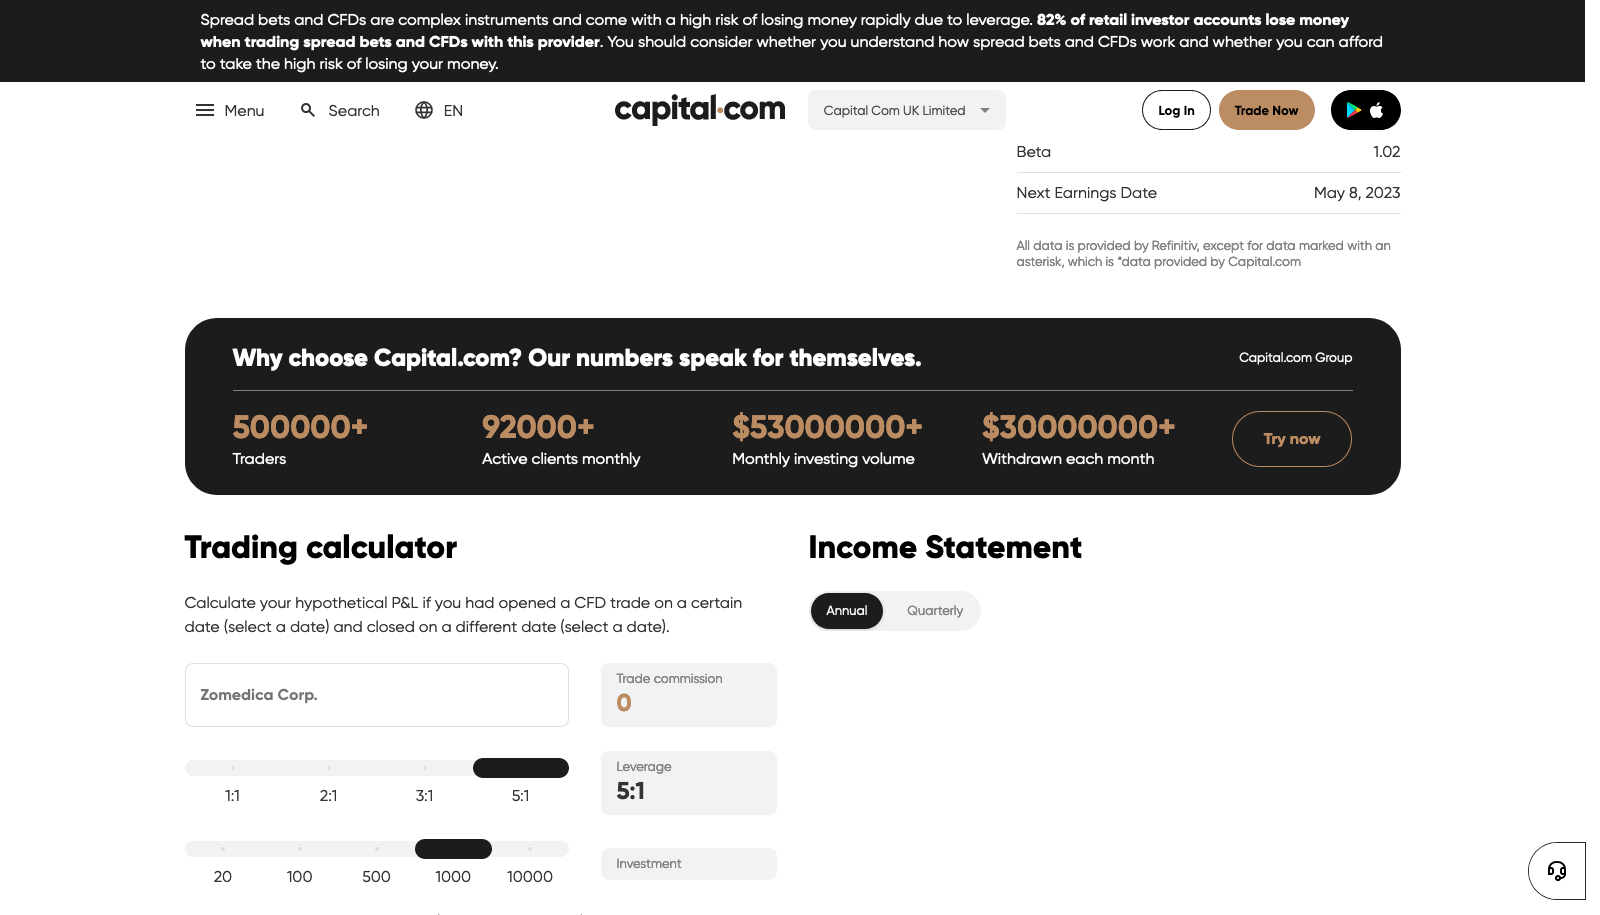 Spread bets and CFDs are complex instruments and come with a high risk of losing money rapidly due to leverage. 82% of retail investor accounts lose money
when trading spread bets and CFDs with this provider. You should consider whether you understand how spread bets and CFDs work and whether you can afford
to take the high risk of losing your money.
Menu
Search
EN
capital.com
Capital Com UK Limited
Log In
Trade Now
Beta 1.02
Next Earnings Date May 8, 2023
All data is provided by Refinitiv, except for data marked with an
asterisk, which is *data provided by Capital.com
Why choose Capital.com? Our numbers speak for themselves.
Capital.com Group
500000+
Traders
92000+
Active clients monthly
$53000000+
Monthly investing volume
$30000000+
Withdrawn each month
Try now
Trading calculator
Calculate your hypothetical P&L if you had opened a CFD trade on a certain
date (select a date) and closed on a different date (select a date).
Zomedica Corp.
Trade commission
0
1:1 2:1 3:1 5:1
Leverage
5:1
20 100 500 1000 10000
Investment
Income Statement
Annual
Quarterly